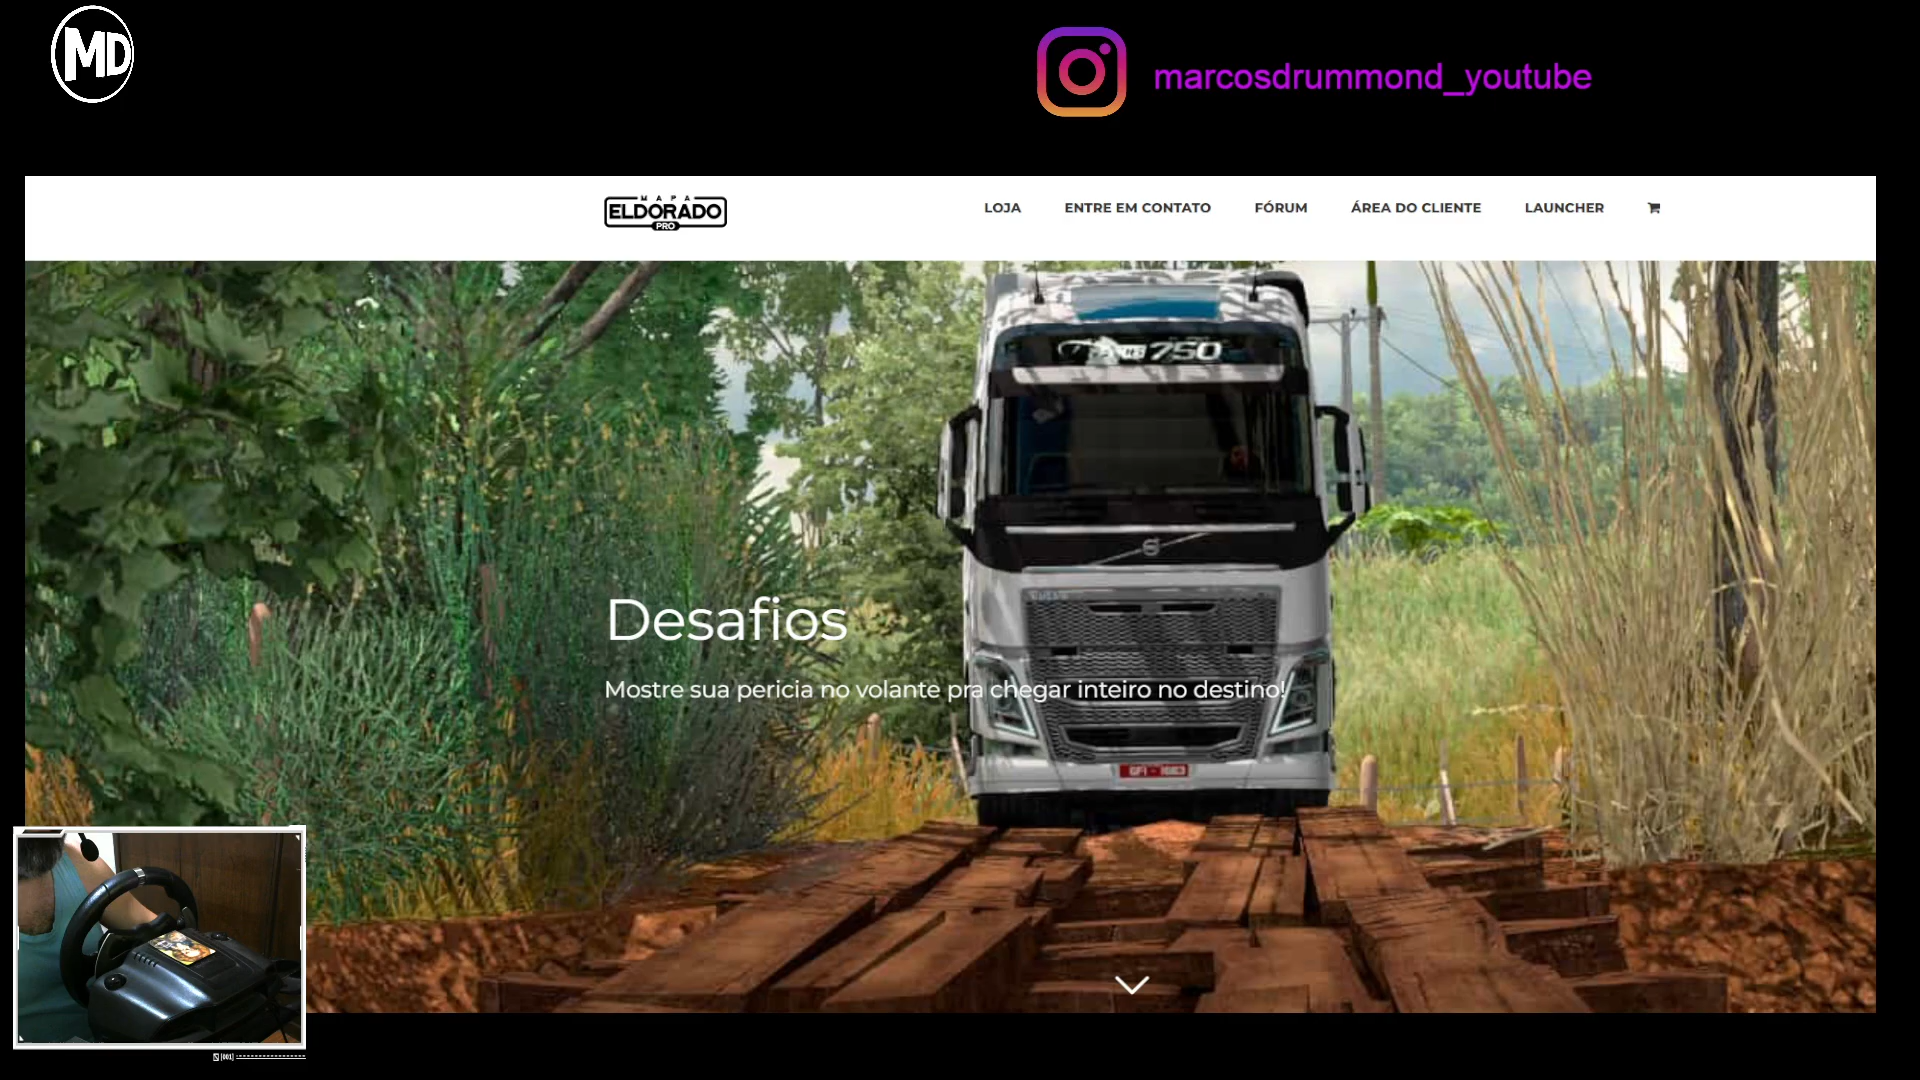 MD
marcosdrummond_youtube
MAPA
ELDORADO
PRO
LOJA
ENTRE EM CONTATO
FÓRUM
ÁREA DO CLIENTE
LAUNCHER
750
Desafios
Mostre sua pericia no volante pra chegar inteiro no destino!